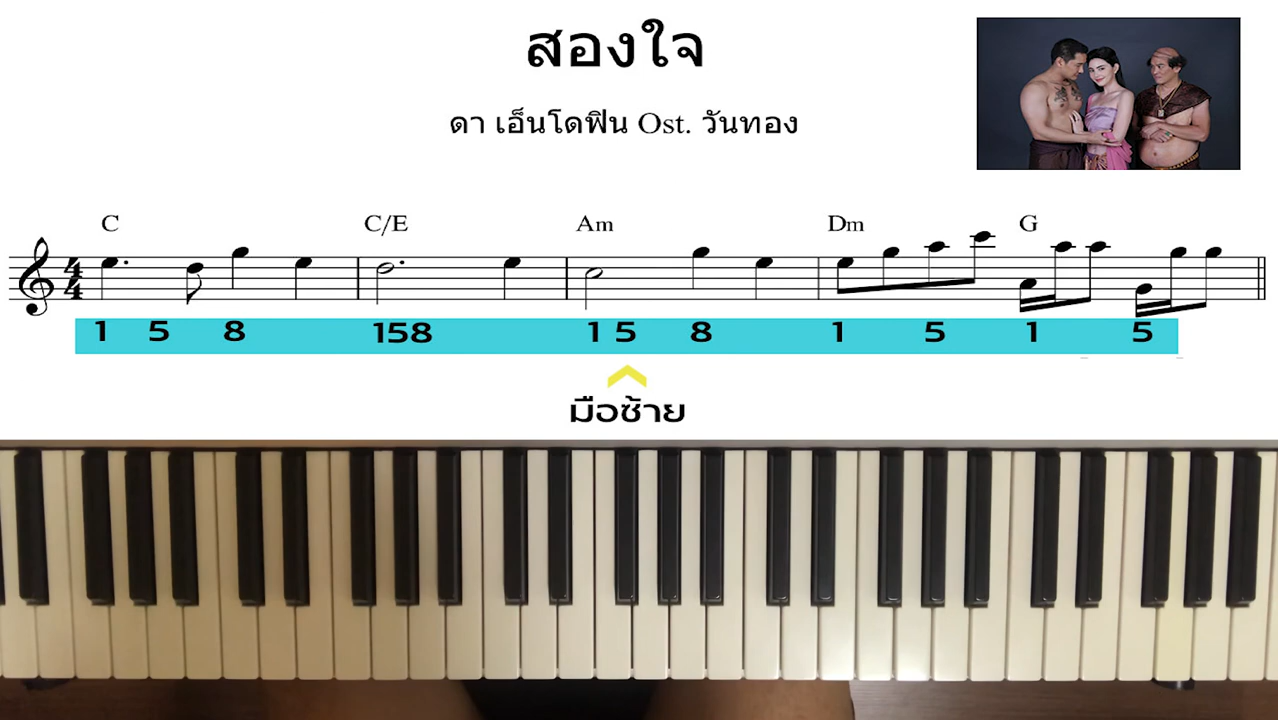 สองใจ
ดา เอ็นโดฟิน Ost. วันทอง
C C/E Am Dm G
4 4
1 5 8 158 1 5 8 1 5 1 5
มือซ้าย